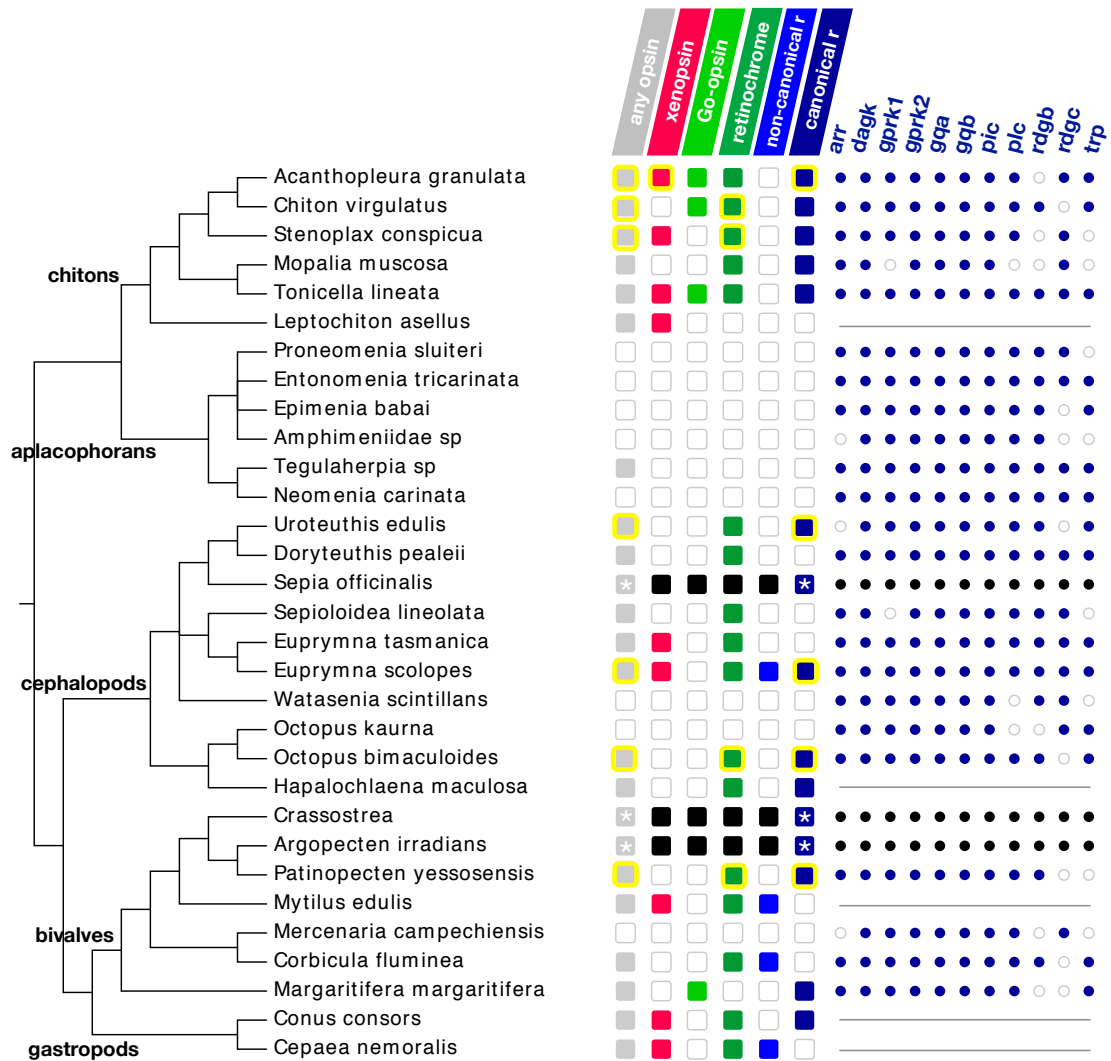 any opsin
xenopsin
Go-opsin
retinochrome
non-canonical r
canonical r
arr
dagk
gprk1
gprk2
gqa
gqb
pic
plc
rdgb
rdgc
trp
Acanthopleura granulata
Chiton virgulatus
Stenoplax conspicua
chitons
Mopalia muscosa
Tonicella lineata
Leptochiton asellus
Proneomenia sluiteri
Entonomenia tricarinata
Epimenia babai
aplacophorans
Amphimeniidae sp
Tegulaherpia sp
Neomenia carinata
Uroteuthis edulis
Doryteuthis pealeii
Sepia officinalis * *
Sepioloidea lineolata
Euprymna tasmanica
Euprymna scolopes
cephalopods
Watasenia scintillans
Octopus kaurna
Octopus bimaculoides
Hapalochlaena maculosa
Crassostrea * *
Argopecten irradians * *
Patinopecten yessosensis
Mytilus edulis
bivalves
Mercenaria campechiensis
Corbicula fluminea
Margaritifera margaritifera
Conus consors
gastropods
Cepaea nemoralis